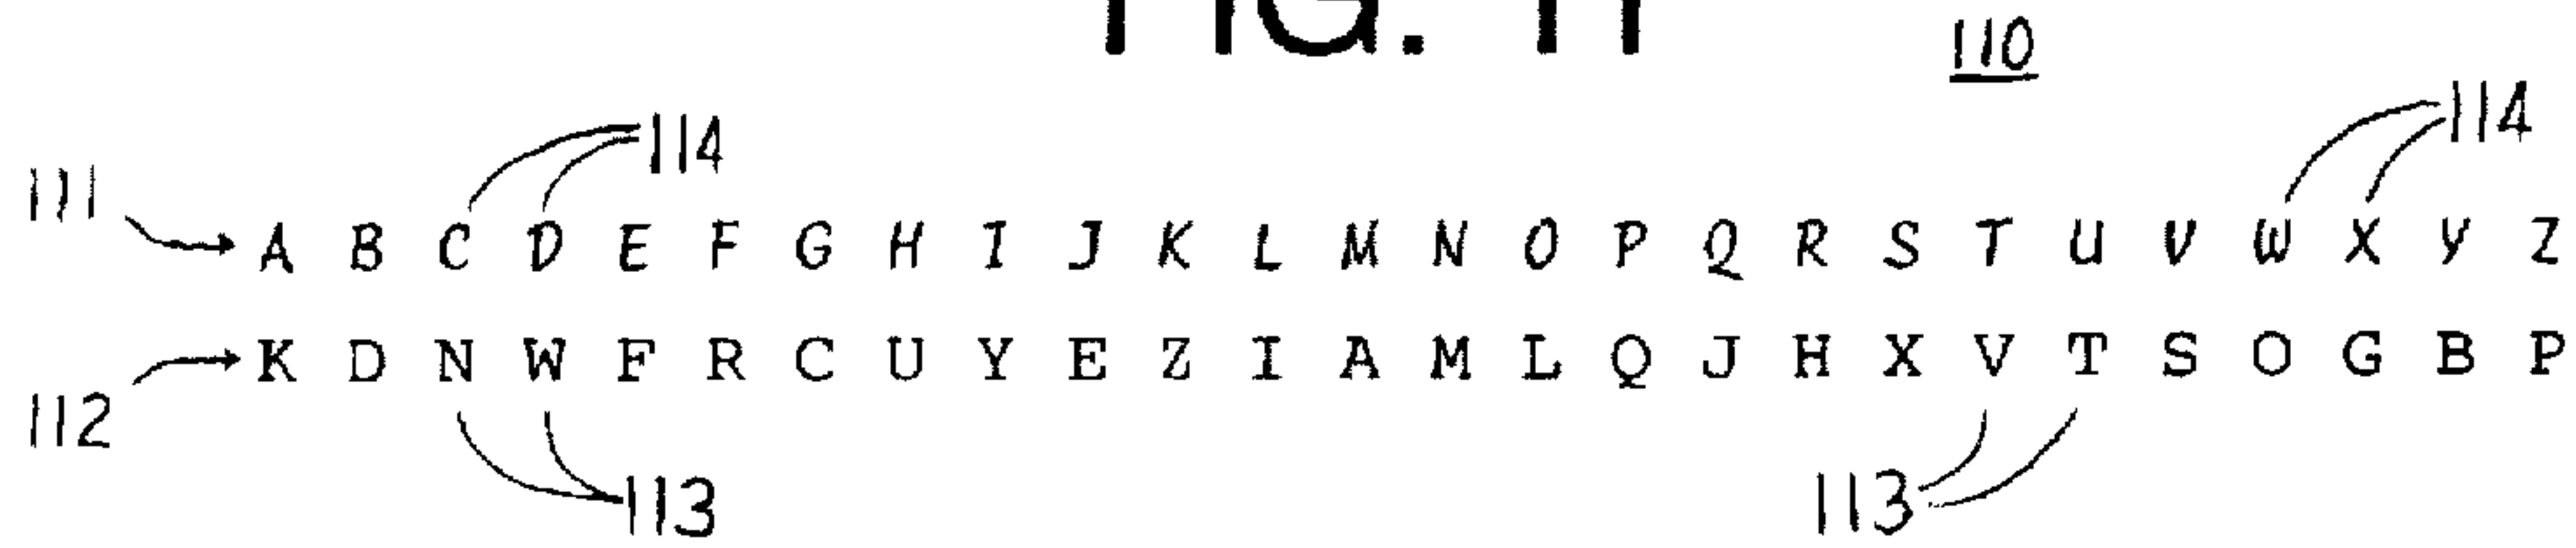 FIG. 11
110
114 114
111 A B C D E F G H I J K L M N O P Q R S T U V W X Y Z
112 K D N W F R C U Y E Z I A M L Q J H X V T S O G B P
113 113